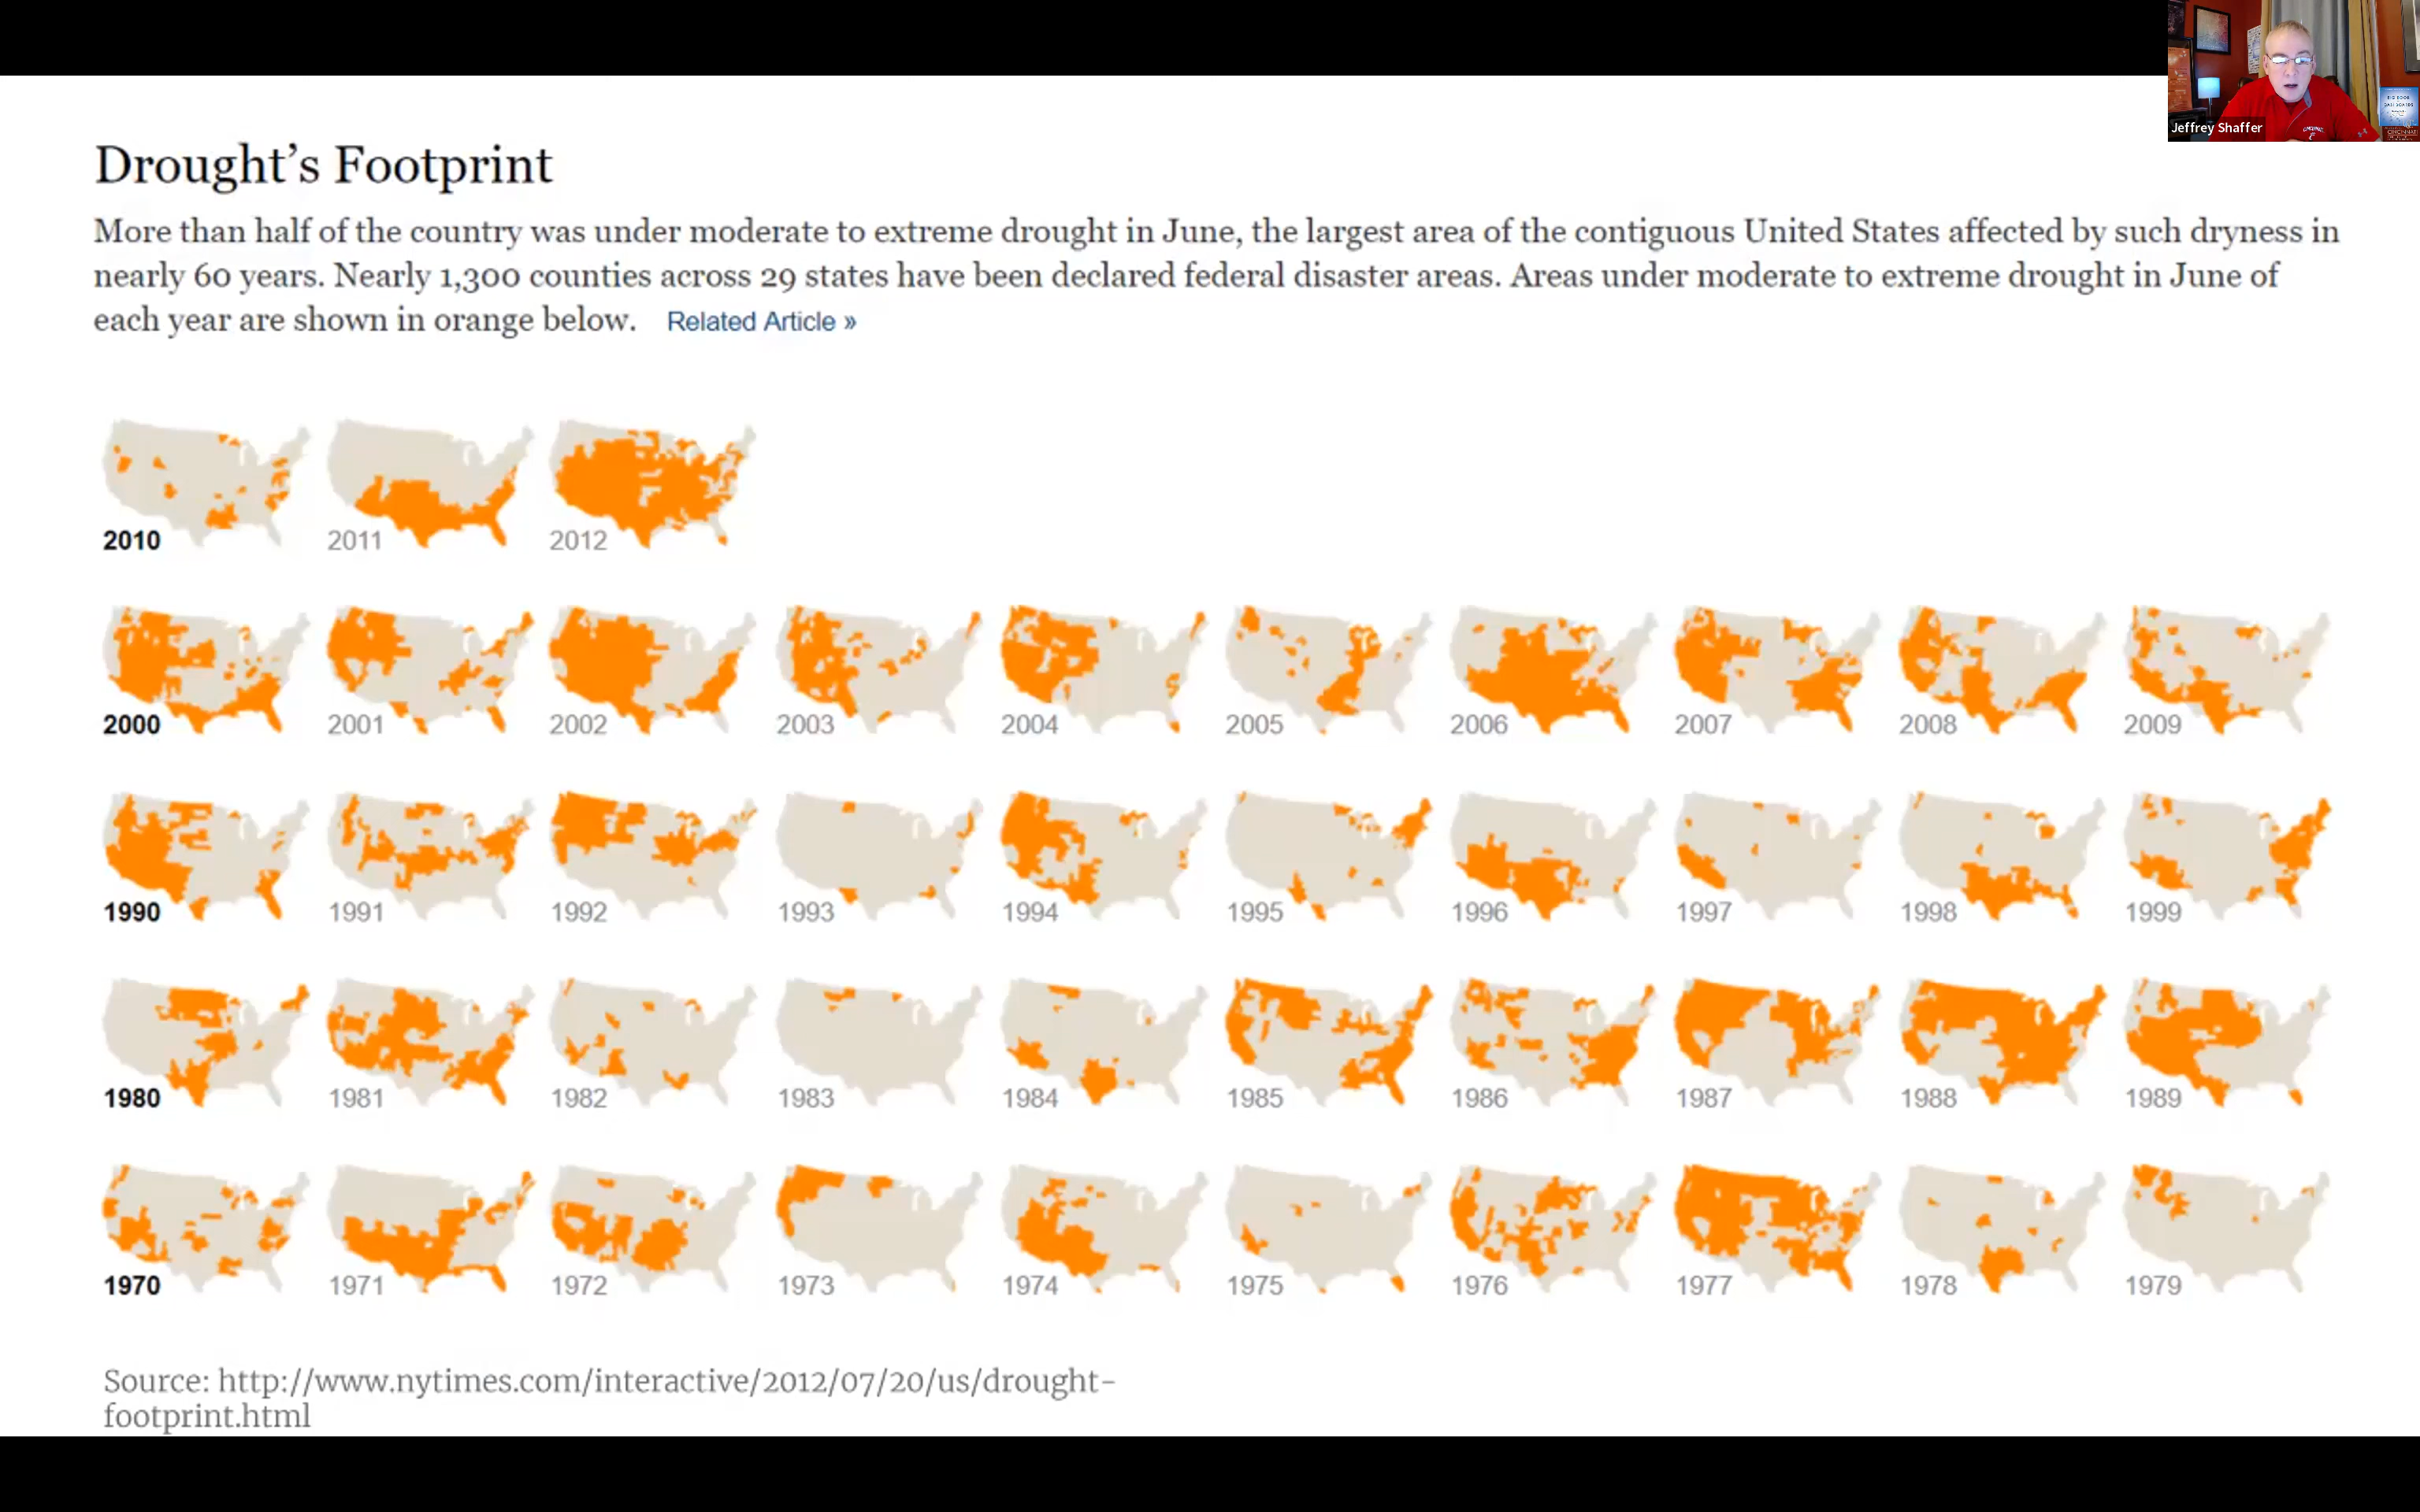 Jeffrey Shaffer
Drought’s Footprint
More than half of the country was under moderate to extreme drought in June, the largest area of the contiguous United States affected by such dryness in
nearly 60 years. Nearly 1,300 counties across 29 states have been declared federal disaster areas. Areas under moderate to extreme drought in June of
each year are shown in orange below. Related Article »
2010 2011 2012
2000 2001 2002 2003 2004 2005 2006 2007 2008 2009
1990 1991 1992 1993 1994 1995 1996 1997 1998 1999
1980 1981 1982 1983 1984 1985 1986 1987 1988 1989
1970 1971 1972 1973 1974 1975 1976 1977 1978 1979
Source: http://www.nytimes.com/interactive/2012/07/20/us/drought-
footprint.html